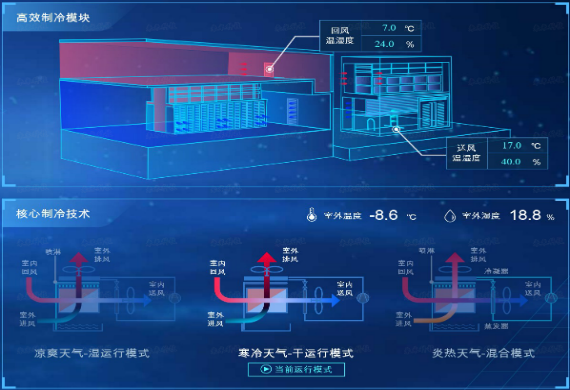 高效制冷模块
回风
温湿度
7.0 ℃
24.0 %
送风
温湿度
17.0 ℃
40.0 %
核心制冷技术
室外温度 -8.6 ℃
室外湿度 18.8 %
喷淋
室外
排风
室内
回风
室内
送风
室外
进风
凉爽天气-湿运行模式
室外
排风
室内
回风
室内
送风
室外
进风
寒冷天气-干运行模式
当前运行模式
喷淋
室外
排风
室内
回风
冷凝器
室内
送风
室外
进风
蒸发器
炎热天气-混合模式